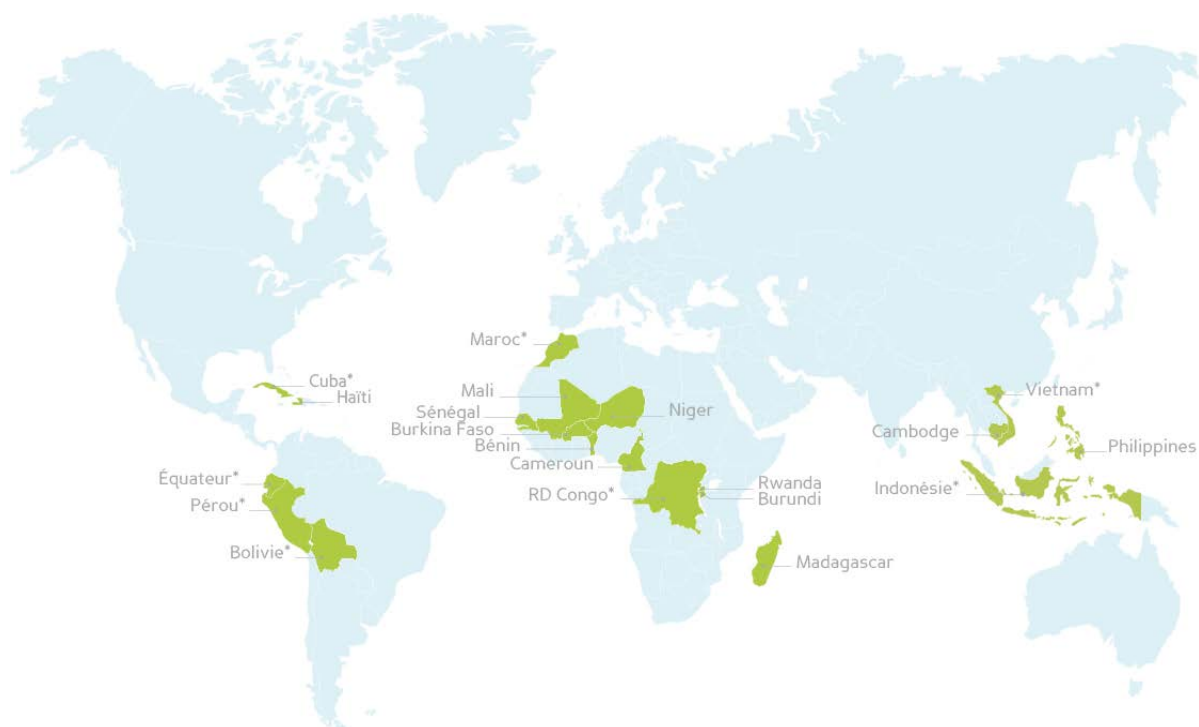 Maroc*
Cuba*
Haïti
Mali
Sénégal
Niger
Burkina Faso
Bénin
Cameroun
Vietnam*
Cambodge
Philippines
Équateur*
Pérou*
Bolivie*
RD Congo*
Rwanda
Burundi
Indonésie*
Madagascar